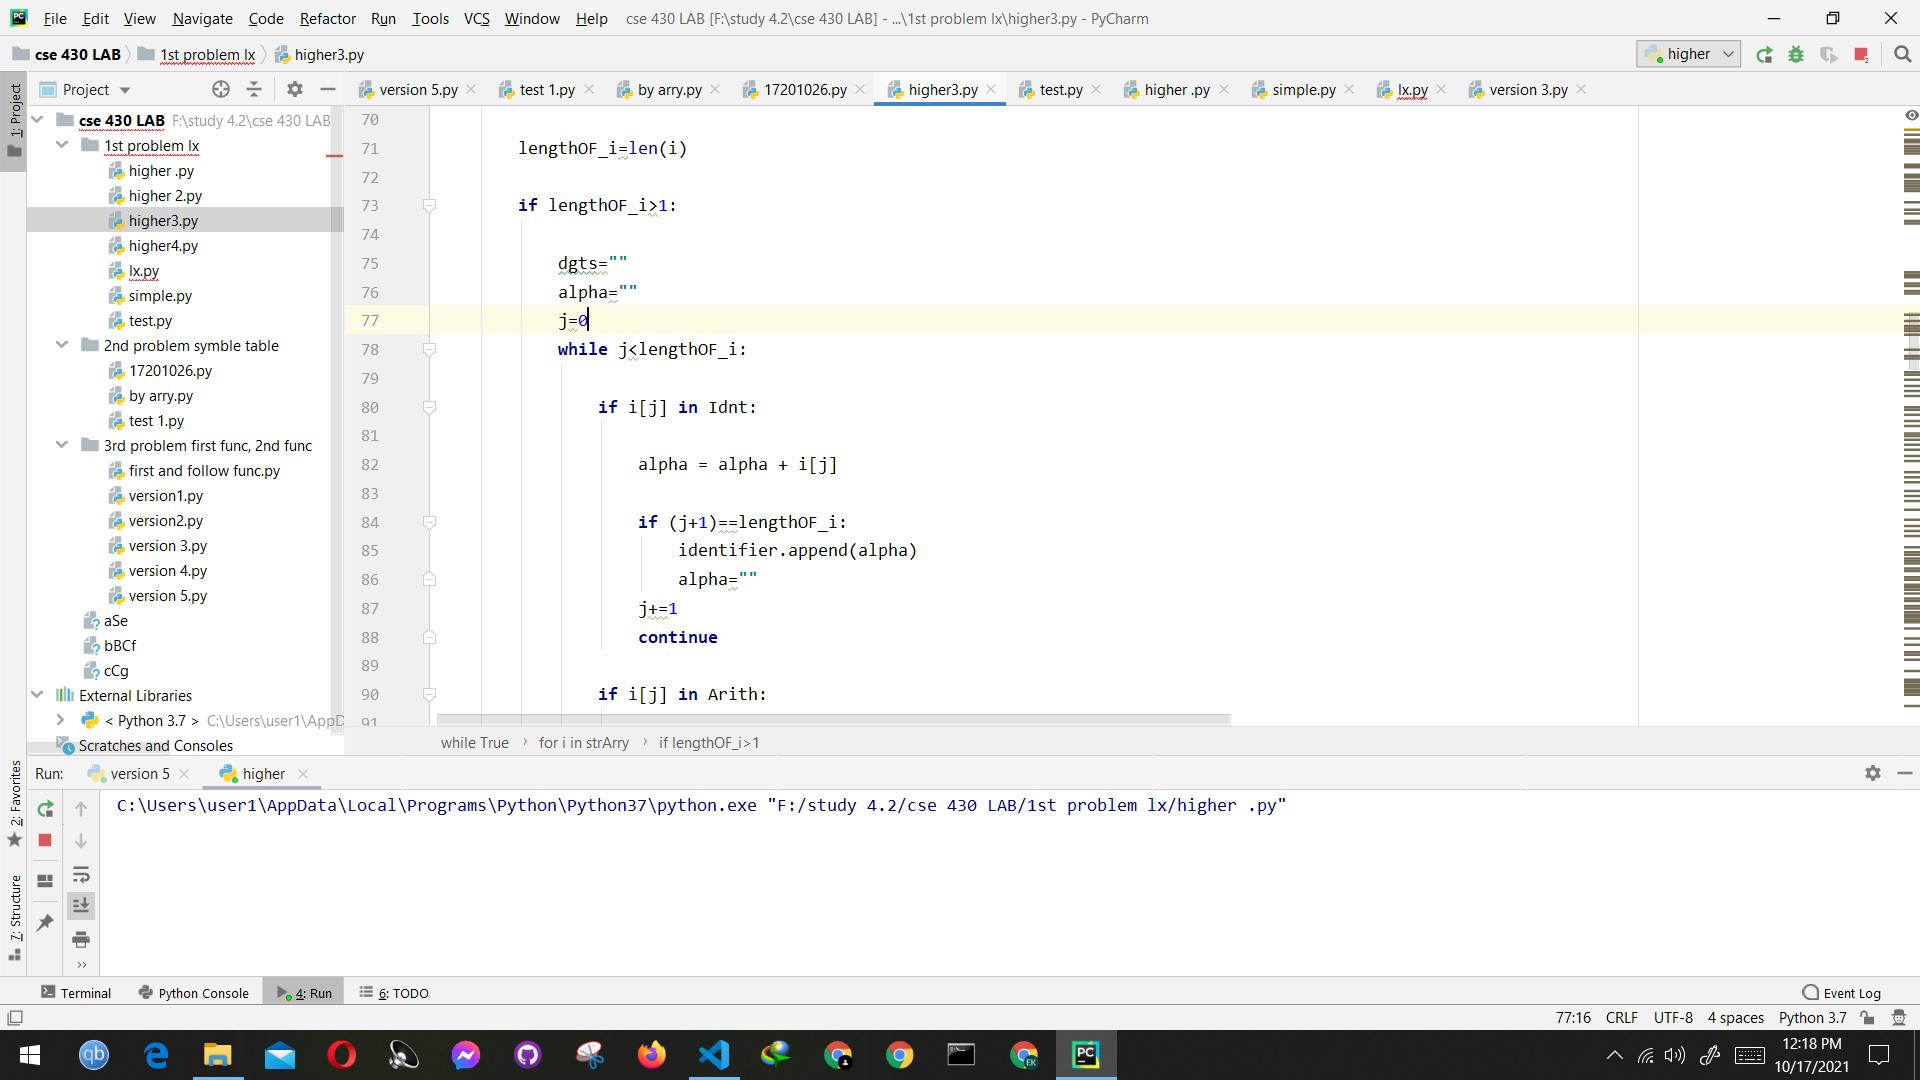 File Edit View Navigate Code Refactor Run Tools VCS Window Help cse 430 LAB [F:\study 4.2\cse 430 LAB] - ...\1st problem lx\higher3.py - PyCharm
cse 430 LAB 1st problem lx higher3.py higher
1: Project
Project
version 5.py test 1.py by arry.py 17201026.py higher3.py test.py higher .py simple.py lx.py version 3.py
cse 430 LAB F:\study 4.2\cse 430 LAB
1st problem lx
higher .py
higher 2.py
higher3.py
higher4.py
lx.py
simple.py
test.py
2nd problem symble table
17201026.py
by arry.py
test 1.py
3rd problem first func, 2nd func
first and follow func.py
version1.py
version2.py
version 3.py
version 4.py
version 5.py
aSe
bBCf
cCg
External Libraries
< Python 3.7 > C:\Users\user1\AppD
Scratches and Consoles
70
71 lengthOF_i=len(i)
72
73 if lengthOF_i>1:
74
75 dgts=""
76 alpha=""
77 j=0
78 while j<lengthOF_i:
79
80 if i[j] in Idnt:
81
82 alpha = alpha + i[j]
83
84 if (j+1)==lengthOF_i:
85 identifier.append(alpha)
86 alpha=""
87 j+=1
88 continue
89
90 if i[j] in Arith:
91
while True for i in strArry if lengthOF_i>1
2: Favorites
7: Structure
Run: version 5 higher
C:\Users\user1\AppData\Local\Programs\Python\Python37\python.exe "F:/study 4.2/cse 430 LAB/1st problem lx/higher .py"
Terminal Python Console 4: Run 6: TODO Event Log
77:16 CRLF UTF-8 4 spaces Python 3.7
qb EK PC 12:18 PM
10/17/2021